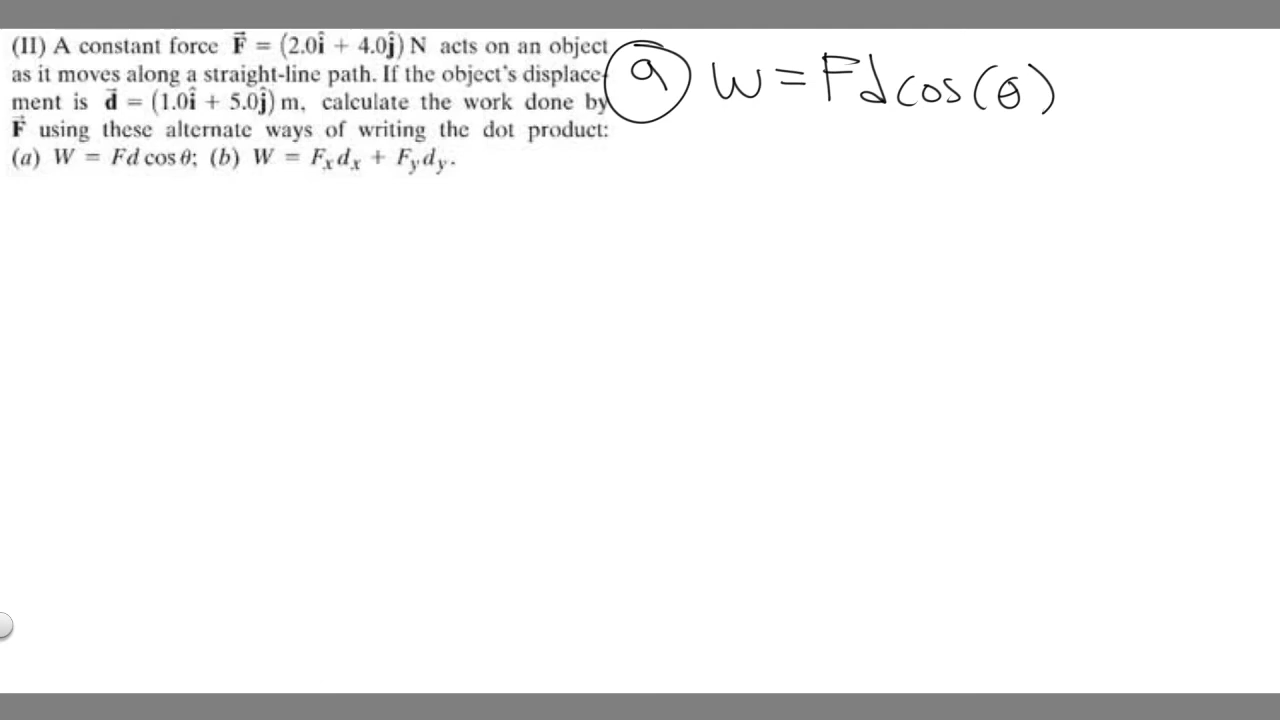 (II) A constant force F⃗ = (2.0î + 4.0ĵ) N acts on an object
as it moves along a straight-line path. If the object's displace-
ment is d⃗ = (1.0î + 5.0ĵ) m, calculate the work done by
F⃗ using these alternate ways of writing the dot product:
(a) W = Fd cos θ; (b) W = Fₓdₓ + F_yd_y.
a W = Fd cos(θ)